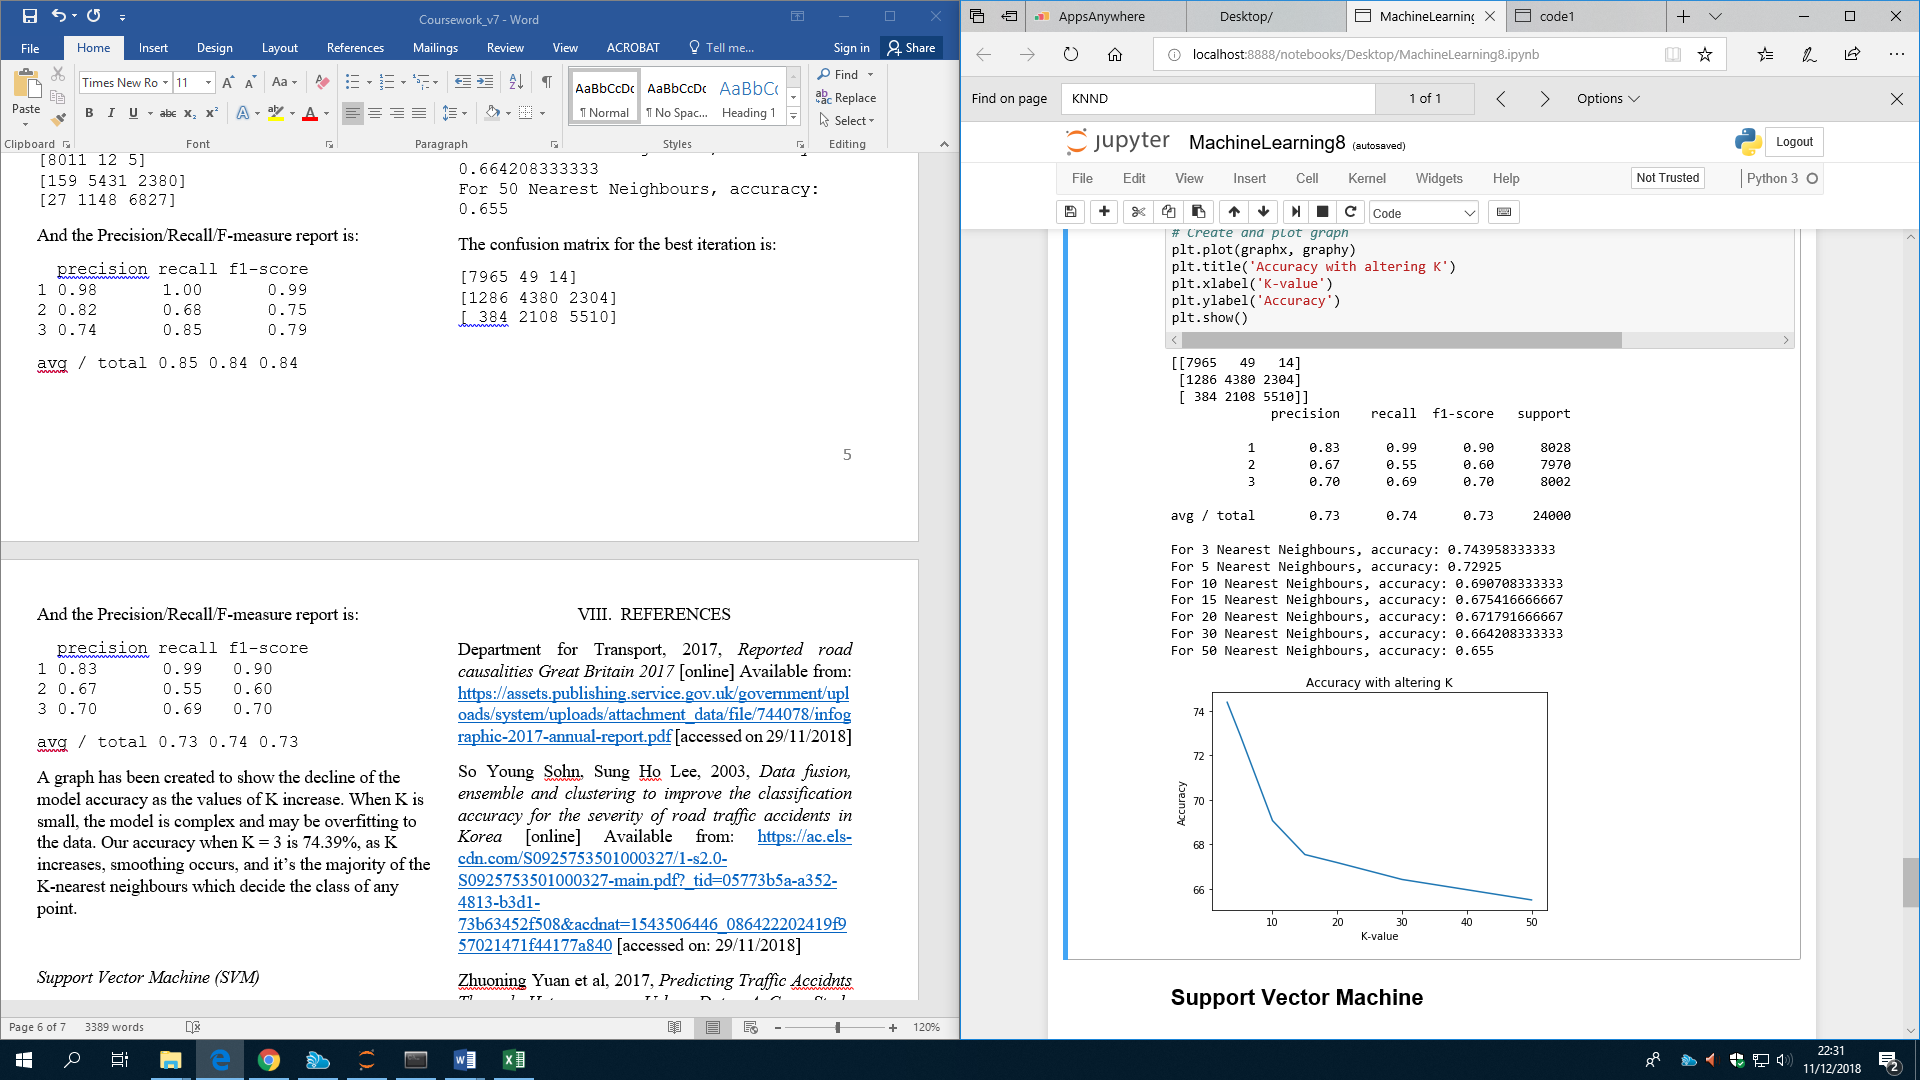 Coursework_v7 - Word
File Home Insert Design Layout References Mailings Review View ACROBAT Tell me... Sign in Share
Paste
Times New Ro 11
AaBbCcDc AaBbCcDc AaBbCc
¶ Normal ¶ No Spac... Heading 1
Find
Replace
Select
Clipboard Font Paragraph Styles Editing
[8011 12 5]
[159 5431 2380]
[27 1148 6827]
And the Precision/Recall/F-measure report is:
precision recall f1-score
1 0.98 1.00 0.99
2 0.82 0.68 0.75
3 0.74 0.85 0.79
avg / total 0.85 0.84 0.84
0.664208333333
For 50 Nearest Neighbours, accuracy:
0.655
The confusion matrix for the best iteration is:
[7965 49 14]
[1286 4380 2304]
[ 384 2108 5510]
5
And the Precision/Recall/F-measure report is:
precision recall f1-score
1 0.83 0.99 0.90
2 0.67 0.55 0.60
3 0.70 0.69 0.70
avg / total 0.73 0.74 0.73
A graph has been created to show the decline of the
model accuracy as the values of K increase. When K is
small, the model is complex and may be overfitting to
the data. Our accuracy when K = 3 is 74.39%, as K
increases, smoothing occurs, and it's the majority of the
K-nearest neighbours which decide the class of any
point.
Support Vector Machine (SVM)
VIII. REFERENCES
Department for Transport, 2017, Reported road
causalities Great Britain 2017 [online] Available from:
https://assets.publishing.service.gov.uk/government/upl
oads/system/uploads/attachment_data/file/744078/infog
raphic-2017-annual-report.pdf [accessed on 29/11/2018]
So Young Sohn, Sung Ho Lee, 2003, Data fusion,
ensemble and clustering to improve the classification
accuracy for the severity of road traffic accidents in
Korea [online] Available from: https://ac.els-
cdn.com/S0925753501000327/1-s2.0-
S0925753501000327-main.pdf?_tid=05773b5a-a352-
4813-b3d1-
73b63452f508&acdnat=1543506446_086422202419f9
57021471f44177a840 [accessed on: 29/11/2018]
Zhuoning Yuan et al, 2017, Predicting Traffic Accidnts
Page 6 of 7 3389 words 120%
AppsAnywhere Desktop/ MachineLearning code1
localhost:8888/notebooks/Desktop/MachineLearning8.ipynb
Find on page KNND 1 of 1 Options
jupyter MachineLearning8 (autosaved) Logout
File Edit View Insert Cell Kernel Widgets Help Not Trusted Python 3
Code
# Create and plot graph
plt.plot(graphx, graphy)
plt.title('Accuracy with altering K')
plt.xlabel('K-value')
plt.ylabel('Accuracy')
plt.show()
[[7965 49 14]
[1286 4380 2304]
[ 384 2108 5510]]
precision recall f1-score support
1 0.83 0.99 0.90 8028
2 0.67 0.55 0.60 7970
3 0.70 0.69 0.70 8002
avg / total 0.73 0.74 0.73 24000
For 3 Nearest Neighbours, accuracy: 0.743958333333
For 5 Nearest Neighbours, accuracy: 0.72925
For 10 Nearest Neighbours, accuracy: 0.690708333333
For 15 Nearest Neighbours, accuracy: 0.675416666667
For 20 Nearest Neighbours, accuracy: 0.671791666667
For 30 Nearest Neighbours, accuracy: 0.664208333333
For 50 Nearest Neighbours, accuracy: 0.655
Accuracy with altering K
74
72
70
68
66
Accuracy
10 20 30 40 50
K-value
Support Vector Machine
22:31
11/12/2018
2